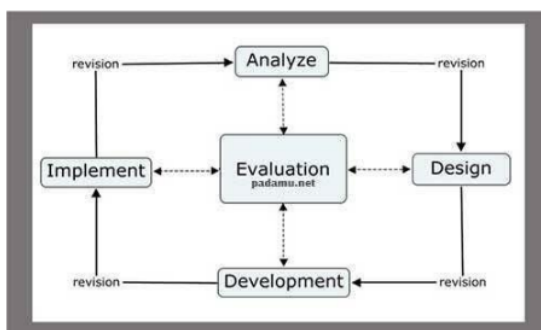 revision
Analyze
revision
Implement
Evaluation
padamu.net
Design
revision
Development
revision